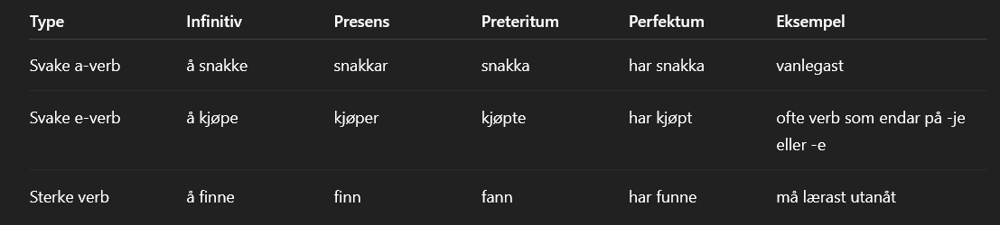 Type Infinitiv Presens Preteritum Perfektum Eksempel
Svake a-verb å snakke snakkar snakka har snakka vanlegast
Svake e-verb å kjøpe kjøper kjøpte har kjøpt ofte verb som endar på -je
eller -e
Sterke verb å finne finn fann har funne må lærast utanåt